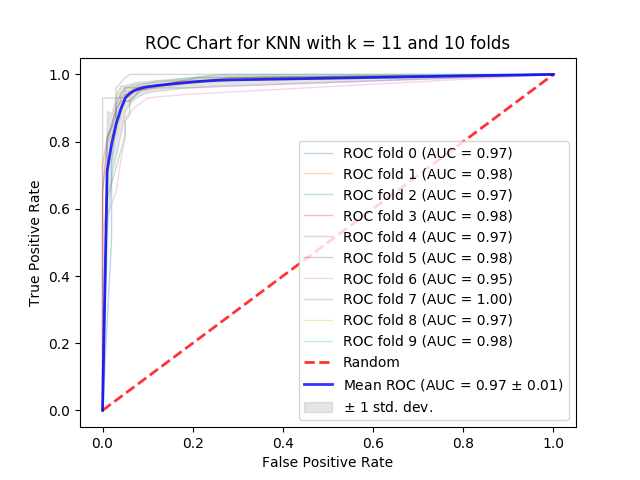 ROC Chart for KNN with k = 11 and 10 folds
True Positive Rate
1.0
0.8
0.6
0.4
0.2
0.0
ROC fold 0 (AUC = 0.97)
ROC fold 1 (AUC = 0.98)
ROC fold 2 (AUC = 0.97)
ROC fold 3 (AUC = 0.98)
ROC fold 4 (AUC = 0.97)
ROC fold 5 (AUC = 0.98)
ROC fold 6 (AUC = 0.95)
ROC fold 7 (AUC = 1.00)
ROC fold 8 (AUC = 0.97)
ROC fold 9 (AUC = 0.98)
Random
Mean ROC (AUC = 0.97 ± 0.01)
± 1 std. dev.
0.0 0.2 0.4 0.6 0.8 1.0
False Positive Rate